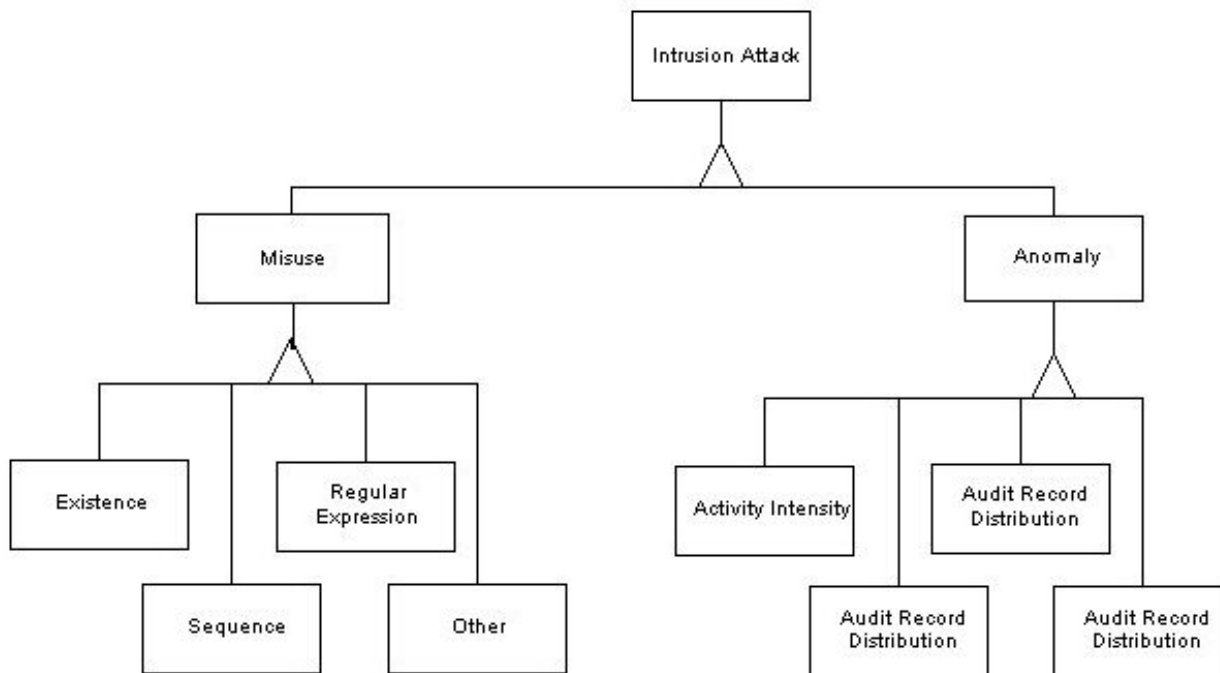 Intrusion Attack
Misuse
Anomaly
Existence
Regular
Expression
Activity Intensity
Audit Record
Distribution
Sequence
Other
Audit Record
Distribution
Audit Record
Distribution